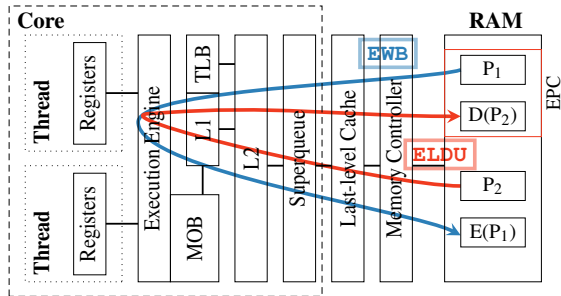 Core
RAM
Thread
Registers
Thread
Registers
Execution Engine
TLB
L1
MOB
L2
Superqueue
Last-level Cache
Memory Controller
EWB
ELDU
P1
D(P2)
P2
E(P1)
EPC